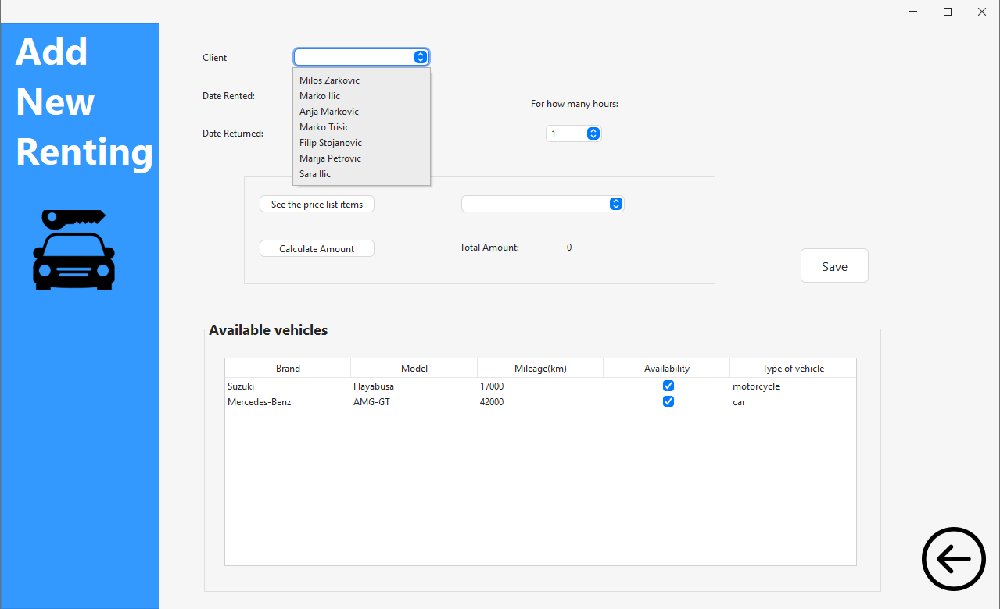 Add
New
Renting
Client
Milos Zarkovic
Marko Ilic
Anja Markovic
Marko Trisic
Filip Stojanovic
Marija Petrovic
Sara Ilic
Date Rented:
For how many hours:
Date Returned:
1
See the price list items
Calculate Amount
Total Amount:
0
Save
Available vehicles
Brand Model Mileage(km) Availability Type of vehicle
Suzuki Hayabusa 17000 motorcycle
Mercedes-Benz AMG-GT 42000 car